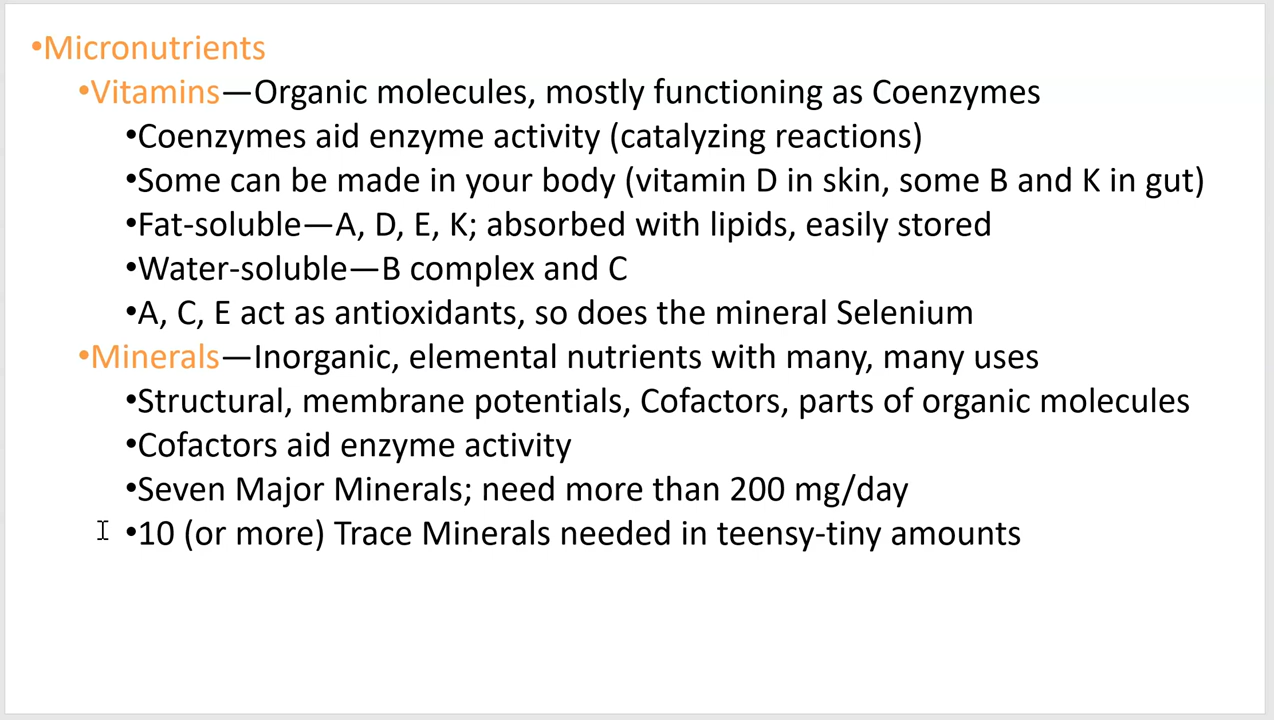 •Micronutrients
•Vitamins—Organic molecules, mostly functioning as Coenzymes
•Coenzymes aid enzyme activity (catalyzing reactions)
•Some can be made in your body (vitamin D in skin, some B and K in gut)
•Fat-soluble—A, D, E, K; absorbed with lipids, easily stored
•Water-soluble—B complex and C
•A, C, E act as antioxidants, so does the mineral Selenium
•Minerals—Inorganic, elemental nutrients with many, many uses
•Structural, membrane potentials, Cofactors, parts of organic molecules
•Cofactors aid enzyme activity
•Seven Major Minerals; need more than 200 mg/day
•10 (or more) Trace Minerals needed in teensy-tiny amounts